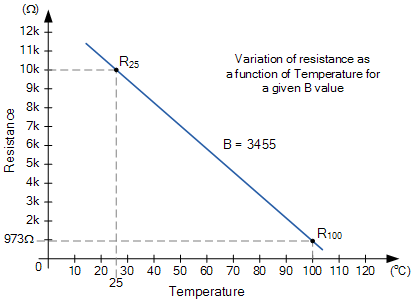 (Ω)
12k
11k
10k
9k
8k
7k
6k
5k
4k
3k
2k
973Ω
0
Resistance
R25
Variation of resistance as
a function of Temperature for
a given B value
B = 3455
R100
10 20 30 40 50 60 70 80 90 100 110 120 (°C)
25
Temperature